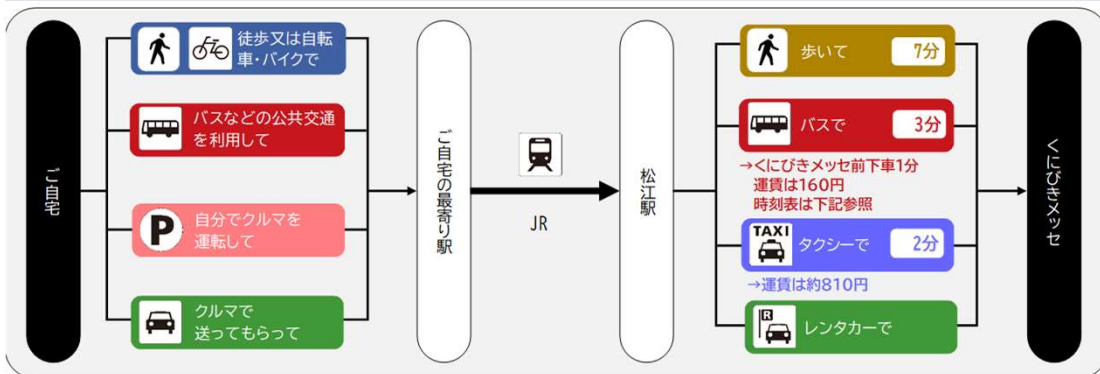 ご自宅
徒歩又は自転
車・バイクで
バスなどの公共交通
を利用して
P
自分でクルマを
運転して
クルマで
送ってもらって
ご自宅の最寄り駅
JR
松江駅
歩いて
7分
バスで
3分
→くにびきメッセ前下車1分
運賃は160円
時刻表は下記参照
TAXI
タクシーで
2分
→運賃は約810円
R
レンタカーで
くにびきメッセ